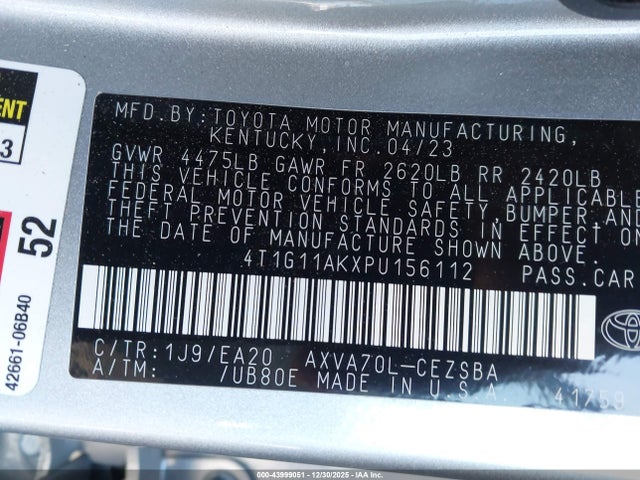 MFD.BY:TOYOTA MOTOR MANUFACTURING,
KENTUCKY, INC. 04/23
GVWR 4475LB GAWR FR 2620LB RR 2420LB
THIS VEHICLE CONFORMS TO ALL APPLICABLE
FEDERAL MOTOR VEHICLE SAFETY, BUMPER, AND
THEFT PREVENTION STANDARDS IN EFFECT ON
THE DATE OF MANUFACTURE SHOWN ABOVE.
4T1G11AKXPU156112 PASS.CAR
C/TR:1J9/EA20 AXVA70L-CEZSBA
A/TM: 7UB80E MADE IN U.S.A.
41759
ENT
3
52
42661-06B40
000-43999051 - 12/30/2025 - IAA Inc.